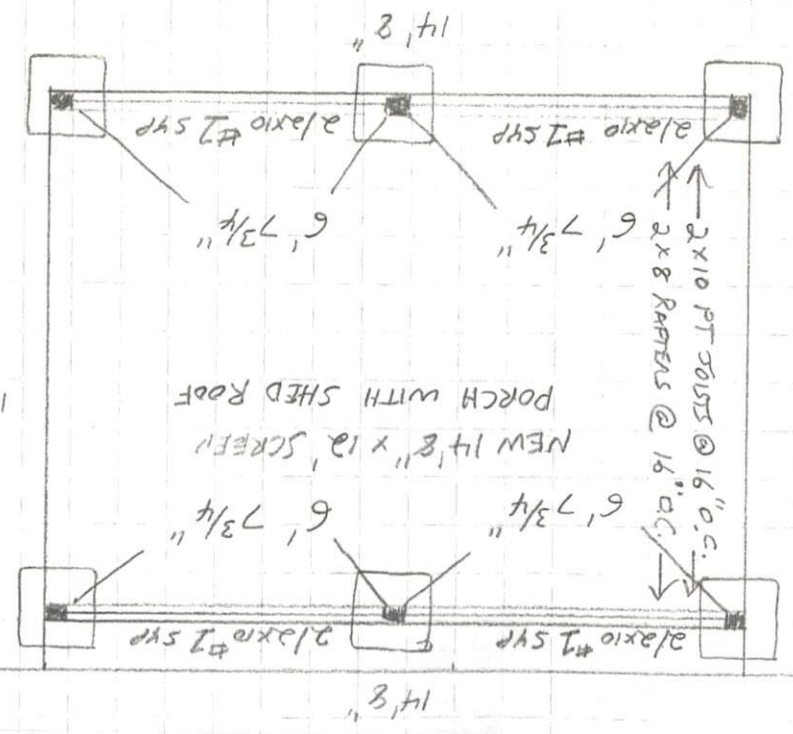 14' 8"
2/2x10 #1 SYP
2/2x10 #1 SYP
6' 7 3/4"
6' 7 3/4"
NEW 14'8" x 12' SCREEN
PORCH WITH SHED ROOF
2x10 PT JOISTS @ 16" O.C.
2x8 RAFTERS @ 16" O.C.
6' 7 3/4"
6' 7 3/4"
2/2x10 #1 SYP
2/2x10 #1 SYP
14' 8"